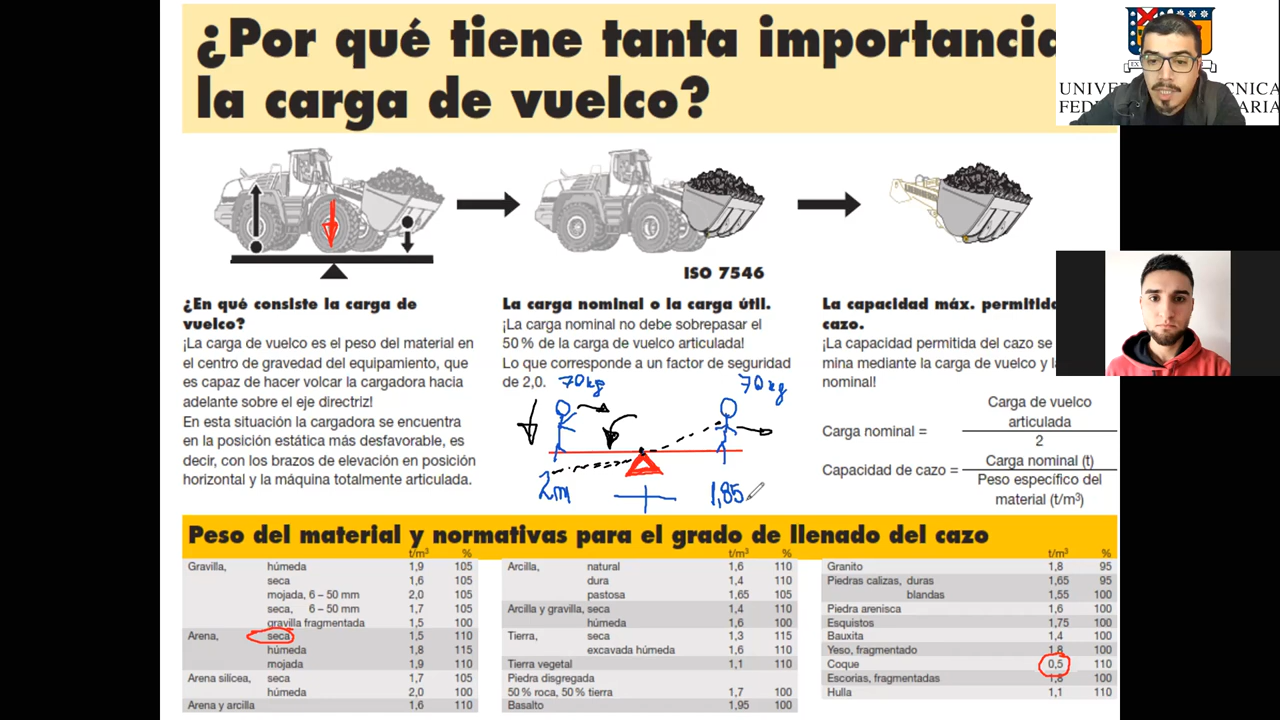 ¿Por qué tiene tanta importancia
la carga de vuelco?
ISO 7546
¿En qué consiste la carga de
vuelco?
¡La carga de vuelco es el peso del material en
el centro de gravedad del equipamiento, que
es capaz de hacer volcar la cargadora hacia
adelante sobre el eje directriz!
En esta situación la cargadora se encuentra
en la posición estática más desfavorable, es
decir, con los brazos de elevación en posición
horizontal y la máquina totalmente articulada.
La carga nominal o la carga útil.
¡La carga nominal no debe sobrepasar el
50 % de la carga de vuelco articulada!
Lo que corresponde a un factor de seguridad
de 2,0.
70 kg
70 kg
2m
1,85
La capacidad máx. permitida
cazo.
¡La capacidad permitida del cazo se
mina mediante la carga de vuelco y
nominal!
Carga nominal =
Carga de vuelco
articulada
2
Capacidad de cazo =
Carga nominal (t)
Peso específico del
material (t/m³)
Peso del material y normativas para el grado de llenado del cazo
t/m³ %
Gravilla, húmeda 1,9 105
seca 1,6 105
mojada, 6 – 50 mm 2,0 105
seca, 6 – 50 mm 1,7 105
gravilla fragmentada 1,5 100
Arena, seca 1,5 110
húmeda 1,8 115
mojada 1,9 110
Arena silícea, seca 1,7 105
húmeda 2,0 100
Arena y arcilla 1,6 110
t/m³ %
Arcilla, natural 1,6 110
dura 1,4 110
pastosa 1,65 105
Arcilla y gravilla, seca 1,4 110
húmeda 1,6 100
Tierra, seca 1,3 115
excavada húmeda 1,6 110
Tierra vegetal 1,1 110
Piedra disgregada
50 % roca, 50 % tierra 1,7 100
Basalto 1,95 100
t/m³ %
Granito 1,8 95
Piedras calizas, duras 1,65 95
blandas 1,55 100
Piedra arenisca 1,6 100
Esquistos 1,75 100
Bauxita 1,4 100
Yeso, fragmentado 1,8 100
Coque 0,5 110
Escorias, fragmentadas 1,8 100
Hulla 1,1 110